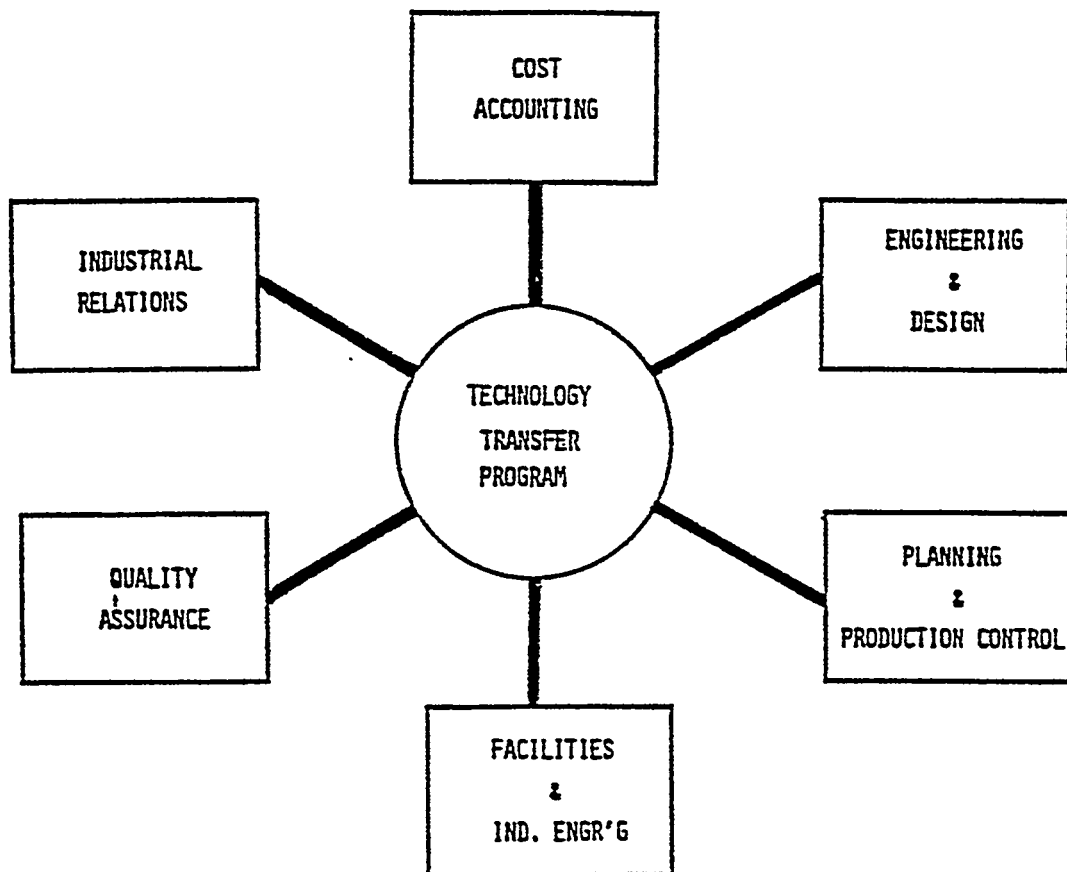 COST
ACCOUNTING
INDUSTRIAL
RELATIONS
ENGINEERING
&
DESIGN
TECHNOLOGY
TRANSFER
PROGRAM
QUALITY
ASSURANCE
PLANNING
&
PRODUCTION CONTROL
FACILITIES
&
IND. ENGR'G